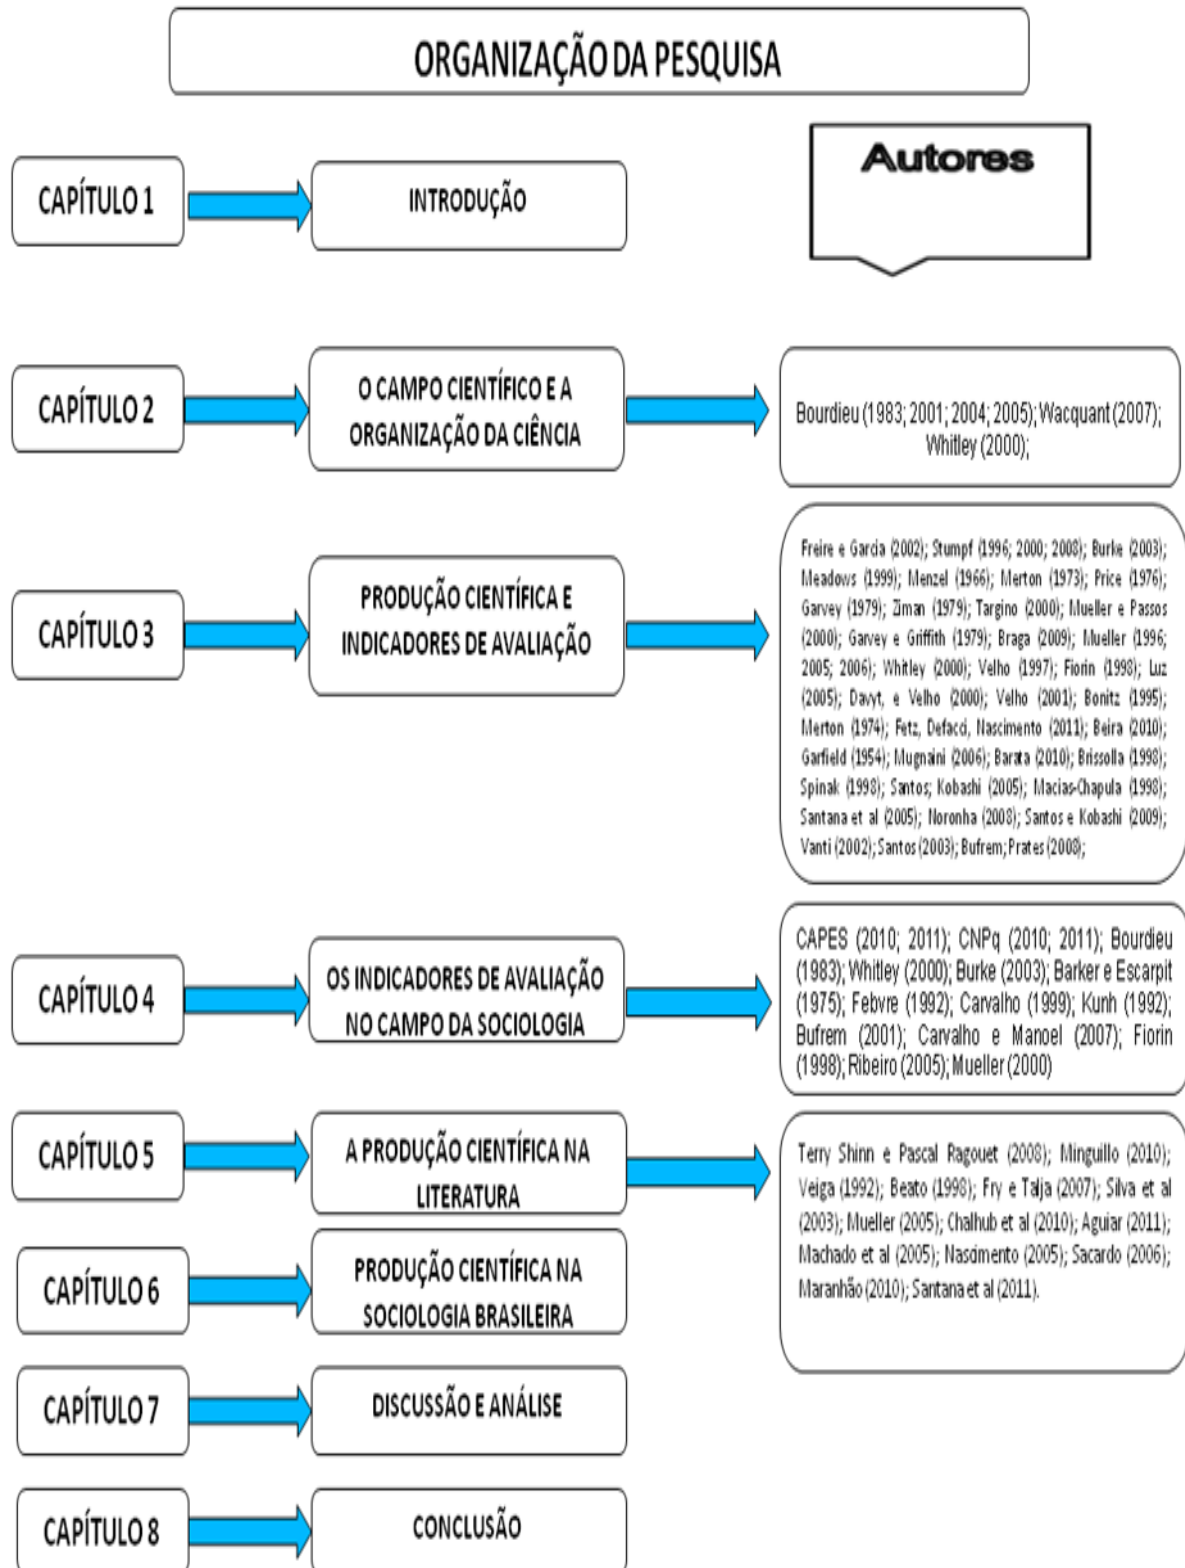 ORGANIZAÇÃO DA PESQUISA
Autores
CAPÍTULO 1
INTRODUÇÃO
CAPÍTULO 2
O CAMPO CIENTÍFICO E A
ORGANIZAÇÃO DA CIÊNCIA
Bourdieu (1983; 2001; 2004; 2005); Wacquant (2007);
Whitley (2000);
CAPÍTULO 3
PRODUÇÃO CIENTÍFICA E
INDICADORES DE AVALIAÇÃO
Freire e Garcia (2002); Stumpf (1996; 2000; 2008); Burke (2003);
Meadows (1999); Menzel (1966); Merton (1973); Price (1976);
Garvey (1979); Ziman (1979); Targino (2000); Mueller e Passos
(2000); Garvey e Griffith (1979); Braga (2009); Mueller (1996;
2005; 2006); Whitley (2000); Velho (1997); Fiorin (1998); Luz
(2005); Davyt, e Velho (2000); Velho (2001); Bonitz (1995);
Merton (1974); Fetz, Defacci, Nascimento (2011); Beira (2010);
Garfield (1954); Mugnaini (2006); Barata (2010); Brissolla (1998);
Spinak (1998); Santos; Kobashi (2005); Macias-Chapula (1998);
Santana et al (2005); Noronha (2008); Santos e Kobashi (2009);
Vanti (2002); Santos (2003); Bufrem; Prates (2008);
CAPÍTULO 4
OS INDICADORES DE AVALIAÇÃO
NO CAMPO DA SOCIOLOGIA
CAPES (2010; 2011); CNPq (2010; 2011); Bourdieu
(1983); Whitley (2000); Burke (2003); Barker e Escarpit
(1975); Febvre (1992); Carvalho (1999); Kunh (1992);
Bufrem (2001); Carvalho e Manoel (2007); Fiorin
(1998); Ribeiro (2005); Mueller (2000)
CAPÍTULO 5
A PRODUÇÃO CIENTÍFICA NA
LITERATURA
Terry Shinn e Pascal Ragouet (2008); Minguillo (2010);
Veiga (1992); Beato (1998); Fry e Talja (2007); Silva et al
(2003); Mueller (2005); Chalhub et al (2010); Aguiar (2011);
Machado et al (2005); Nascimento (2005); Sacardo (2006);
Maranhão (2010); Santana et al (2011).
CAPÍTULO 6
PRODUÇÃO CIENTÍFICA NA
SOCIOLOGIA BRASILEIRA
CAPÍTULO 7
DISCUSSÃO E ANÁLISE
CAPÍTULO 8
CONCLUSÃO